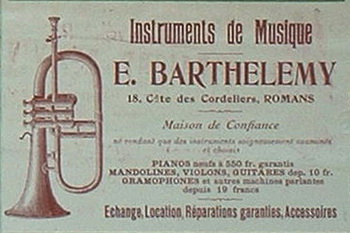 Instruments de Musique
E. BARTHELEMY
18, Côte des Cordeliers, ROMANS
Maison de Confiance
ne vendant que des instruments soigneusement examinés
et choisis
PIANOS neufs à 550 fr. garantis
MANDOLINES, VIOLONS, GUITARES dep. 10 fr.
GRAMOPHONES et autres machines parlantes
depuis 19 francs
Echange, Location, Réparations garanties, Accessoires